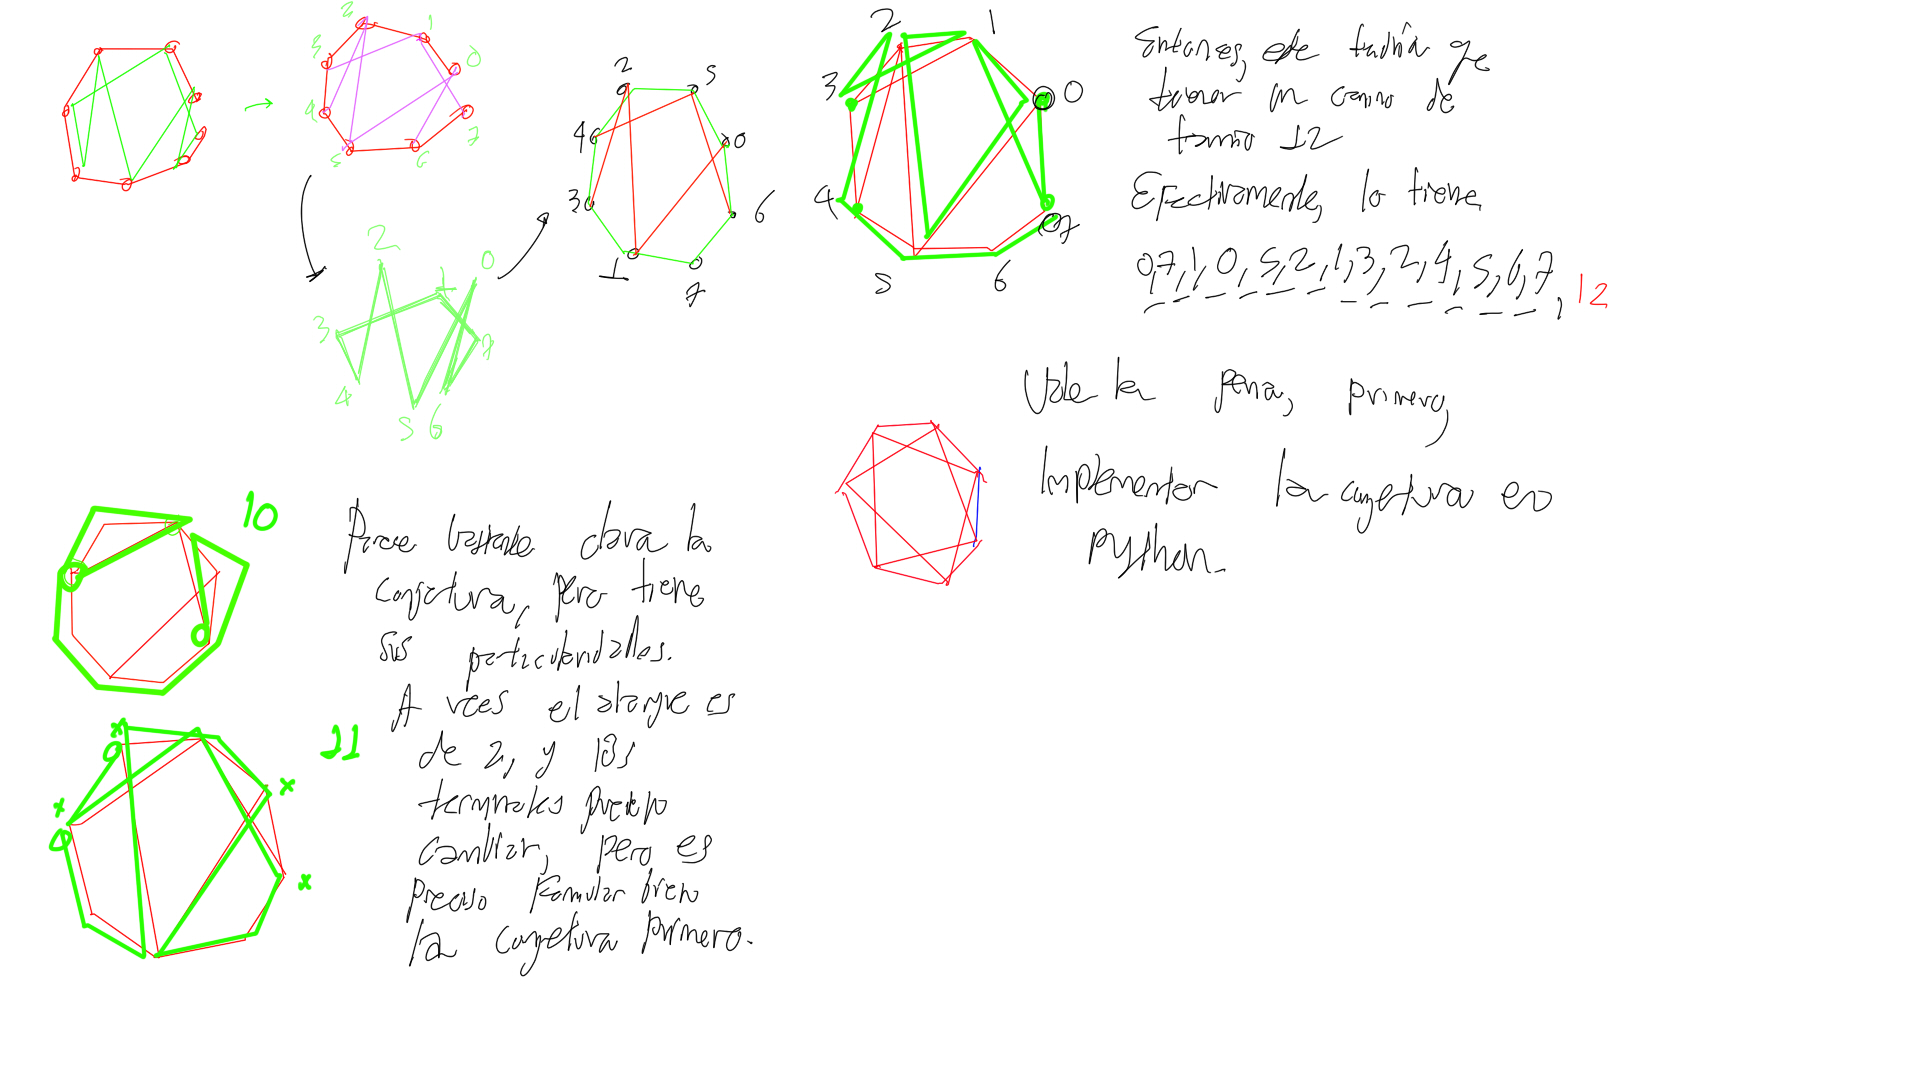 2
1
3
0
4
7
5
6
2
5
4
0
3
6
1
7
2
1
3
0
4
7
5
6
2
1
0
3
7
4
5
6
Entonces, este tendría que
tener un camino de
tamaño 12
Efectivamente, lo tiene
0,7,1,0,5,2,1,3,2,4,5,6,7, 12
Vale la pena, primero,
Implementar la conjetura en
Python.
10
Parece bastante clara la
conjetura, pero tiene
sus particularidades.
A veces el ataque es
de 2, y los
terminales pueden
cambiar, pero es
preciso formular bien
la conjetura primero.
11
x
x
x
x